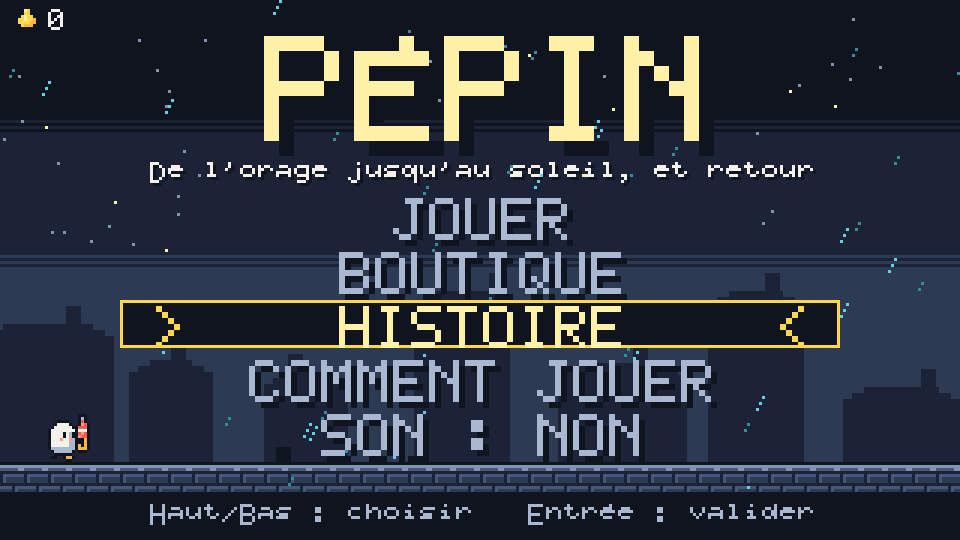 0
PÉPIN
De l'orage jusqu'au soleil, et retour
JOUER
BOUTIQUE
> HISTOIRE <
COMMENT JOUER
SON : NON
Haut/Bas : choisir Entrée : valider